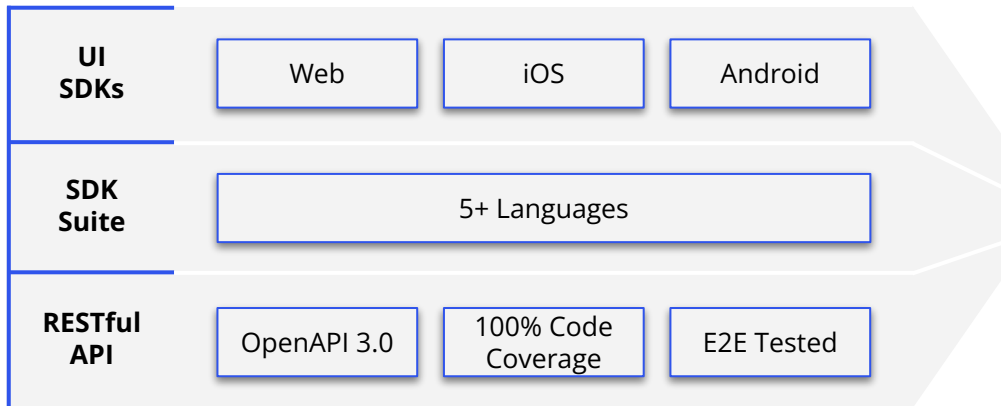 UI
SDKs
Web
iOS
Android
SDK
Suite
5+ Languages
RESTful
API
OpenAPI 3.0
100% Code
Coverage
E2E Tested